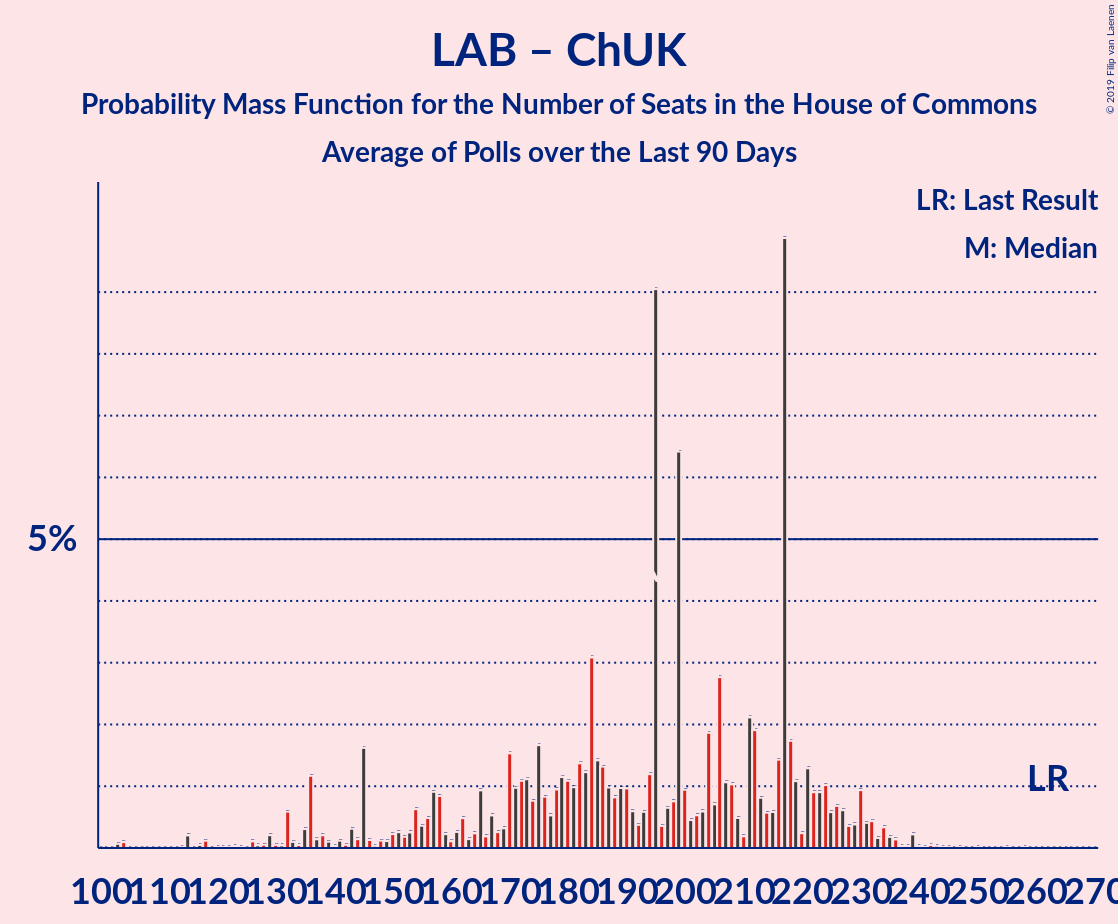 LAB – ChUK
Probability Mass Function for the Number of Seats in the House of Commons
Average of Polls over the Last 90 Days
© 2019 Filip van Laenen
LR: Last Result
M: Median
5%
LR
100 110 120 130 140 150 160 170 180 190 200 210 220 230 240 250 260 270